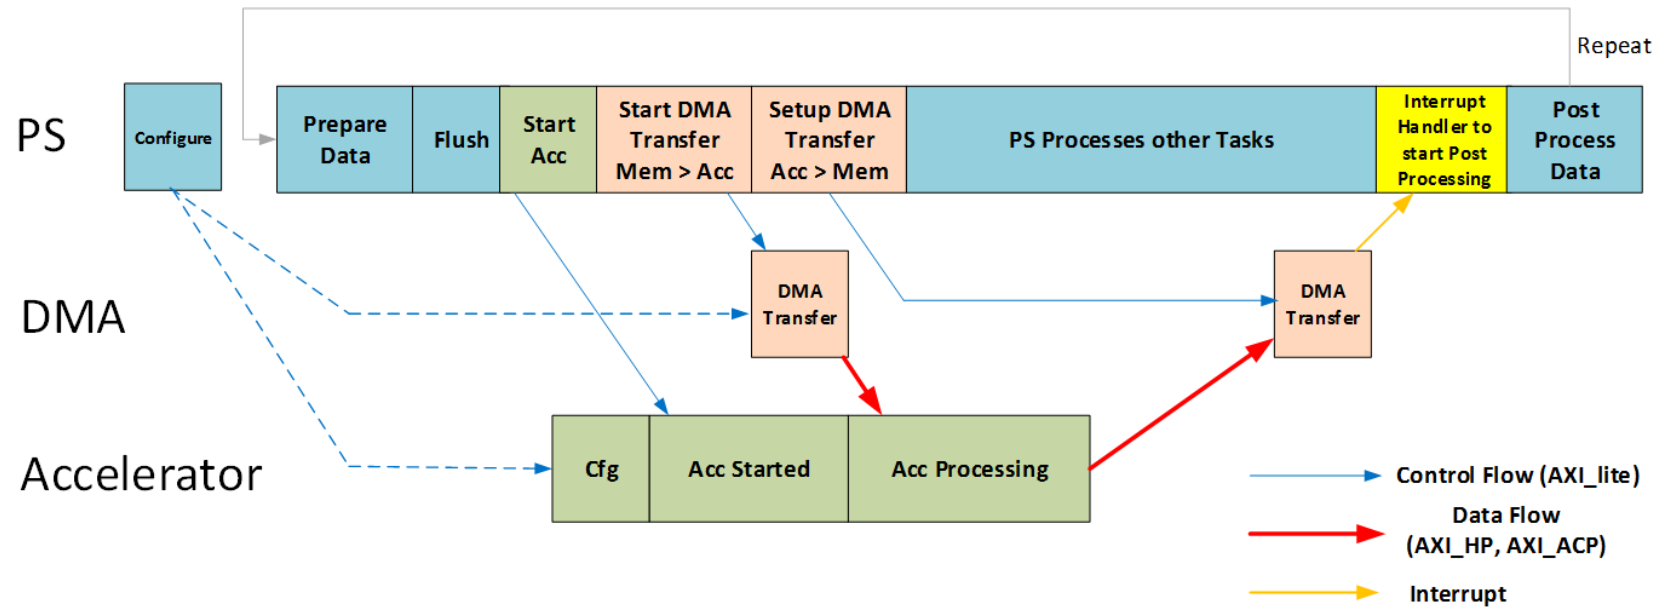 Repeat
PS
Configure
Prepare
Data
Flush
Start
Acc
Start DMA
Transfer
Mem > Acc
Setup DMA
Transfer
Acc > Mem
PS Processes other Tasks
Interrupt
Handler to
start Post
Processing
Post
Process
Data
DMA
DMA
Transfer
DMA
Transfer
Accelerator
Cfg
Acc Started
Acc Processing
Control Flow (AXI_lite)
Data Flow
(AXI_HP, AXI_ACP)
Interrupt